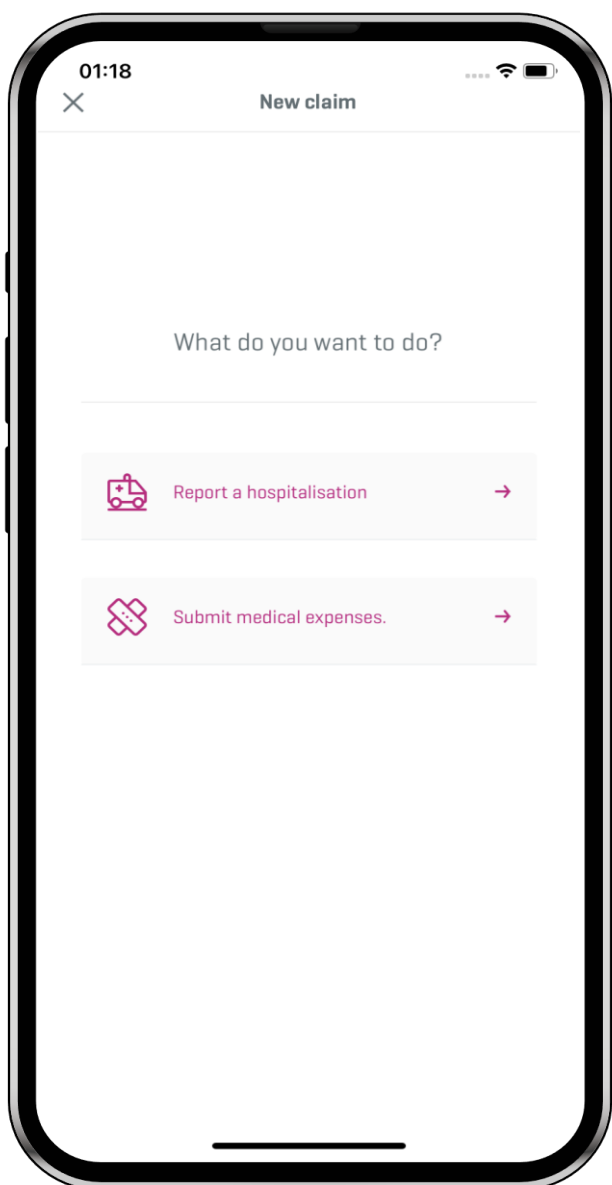 01:18
New claim
What do you want to do?
Report a hospitalisation
Submit medical expenses.